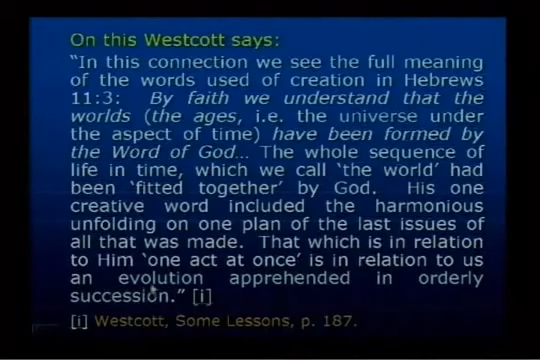 On this Westcott says:
“In this connection we see the full meaning
of the words used of creation in Hebrews
11:3: By faith we understand that the
worlds (the ages, i.e. the universe under
the aspect of time) have been formed by
the Word of God… The whole sequence of
life in time, which we call ‘the world’ had
been ‘fitted together’ by God. His one
creative word included the harmonious
unfolding on one plan of the last issues of
all that was made. That which is in relation
to Him ‘one act at once’ is in relation to us
an evolution apprehended in orderly
succession.” [i]
[i] Westcott, Some Lessons, p. 187.